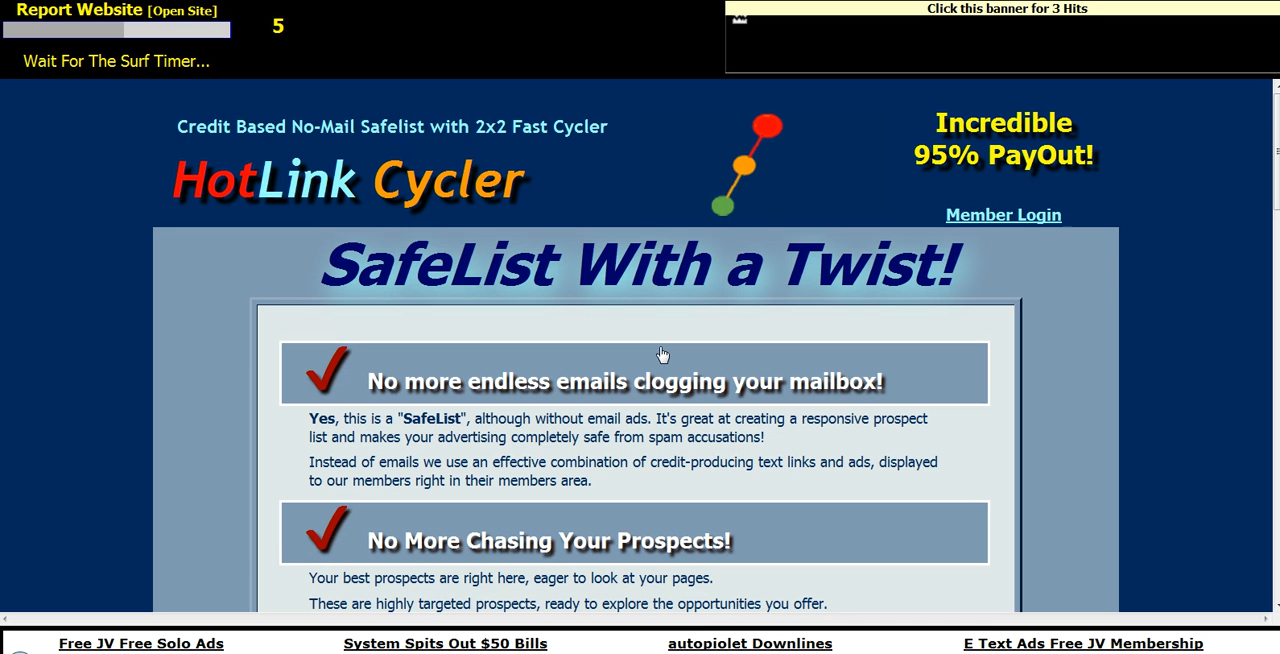 Report Website [Open Site]
5
Wait For The Surf Timer...
Click this banner for 3 Hits
Credit Based No-Mail Safelist with 2x2 Fast Cycler
HotLink Cycler
Incredible
95% PayOut!
Member Login
SafeList With a Twist!
No more endless emails clogging your mailbox!
Yes, this is a "SafeList", although without email ads. It's great at creating a responsive prospect
list and makes your advertising completely safe from spam accusations!
Instead of emails we use an effective combination of credit-producing text links and ads, displayed
to our members right in their members area.
No More Chasing Your Prospects!
Your best prospects are right here, eager to look at your pages.
These are highly targeted prospects, ready to explore the opportunities you offer.
Free JV Free Solo Ads
System Spits Out $50 Bills
autopiolet Downlines
E Text Ads Free JV Membership